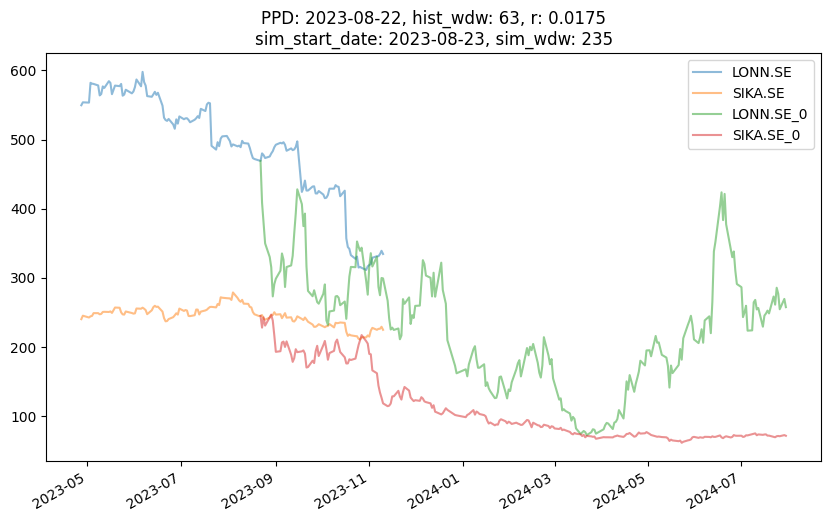 PPD: 2023-08-22, hist_wdw: 63, r: 0.0175
sim_start_date: 2023-08-23, sim_wdw: 235
LONN.SE
SIKA.SE
LONN.SE_0
SIKA.SE_0
600
500
400
300
200
100
2023-05
2023-07
2023-09
2023-11
2024-01
2024-03
2024-05
2024-07